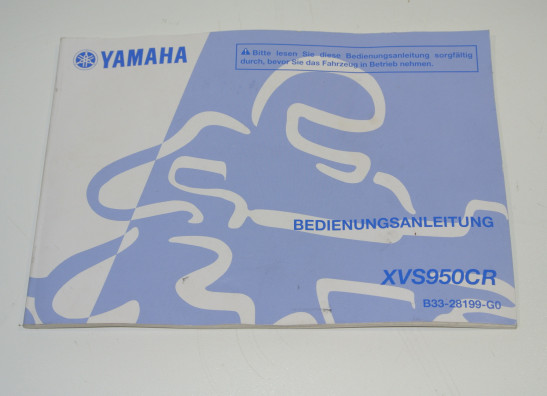 YAMAHA
Bitte lesen Sie diese Bedienungsanleitung sorgfältig
durch, bevor Sie das Fahrzeug in Betrieb nehmen.
BEDIENUNGSANLEITUNG
XVS950CR
B33-28199-G0